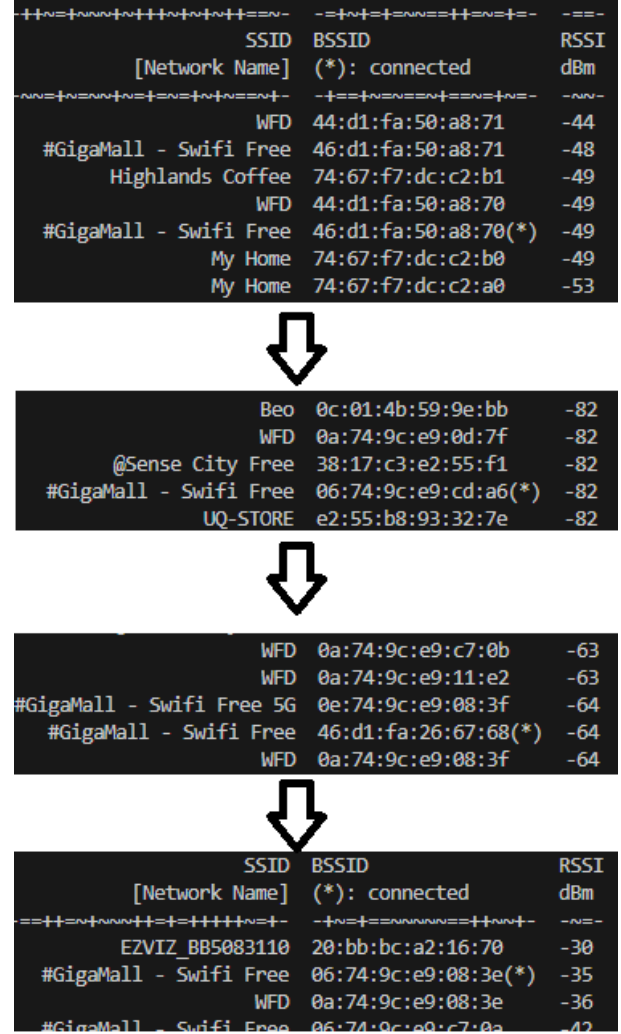 SSID BSSID RSSI
[Network Name] (*): connected dBm
WFD 44:d1:fa:50:a8:71 -44
#GigaMall - Swifi Free 46:d1:fa:50:a8:71 -48
Highlands Coffee 74:67:f7:dc:c2:b1 -49
WFD 44:d1:fa:50:a8:70 -49
#GigaMall - Swifi Free 46:d1:fa:50:a8:70(*) -49
My Home 74:67:f7:dc:c2:b0 -49
My Home 74:67:f7:dc:c2:a0 -53
Beo 0c:01:4b:59:9e:bb -82
WFD 0a:74:9c:e9:0d:7f -82
@Sense City Free 38:17:c3:e2:55:f1 -82
#GigaMall - Swifi Free 06:74:9c:e9:cd:a6(*) -82
UQ-STORE e2:55:b8:93:32:7e -82
WFD 0a:74:9c:e9:c7:0b -63
WFD 0a:74:9c:e9:11:e2 -63
#GigaMall - Swifi Free 5G 0e:74:9c:e9:08:3f -64
#GigaMall - Swifi Free 46:d1:fa:26:67:68(*) -64
WFD 0a:74:9c:e9:08:3f -64
SSID BSSID RSSI
[Network Name] (*): connected dBm
EZVIZ_BB5083110 20:bb:bc:a2:16:70 -30
#GigaMall - Swifi Free 06:74:9c:e9:08:3e(*) -35
WFD 0a:74:9c:e9:08:3e -36
#GigaMall - Swifi Free 06:74:9c:e9:c7:0a -42